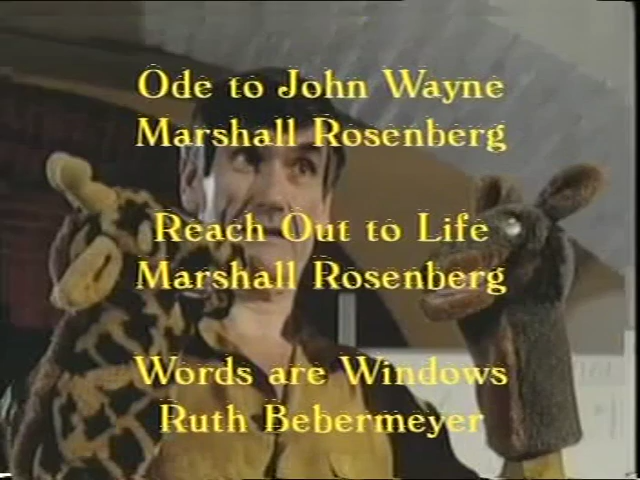 Ode to John Wayne
Marshall Rosenberg
Reach Out to Life
Marshall Rosenberg
Words are Windows
Ruth Bebermeyer